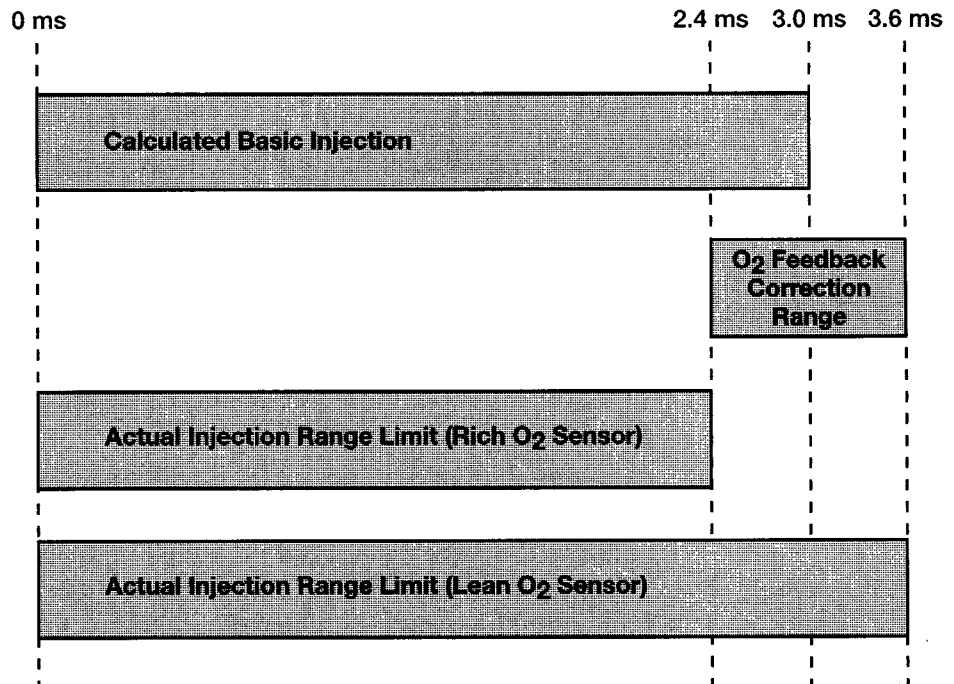 0 ms 2.4 ms 3.0 ms 3.6 ms
Calculated Basic Injection
O2 Feedback
Correction
Range
Actual Injection Range Limit (Rich O2 Sensor)
Actual Injection Range Limit (Lean O2 Sensor)